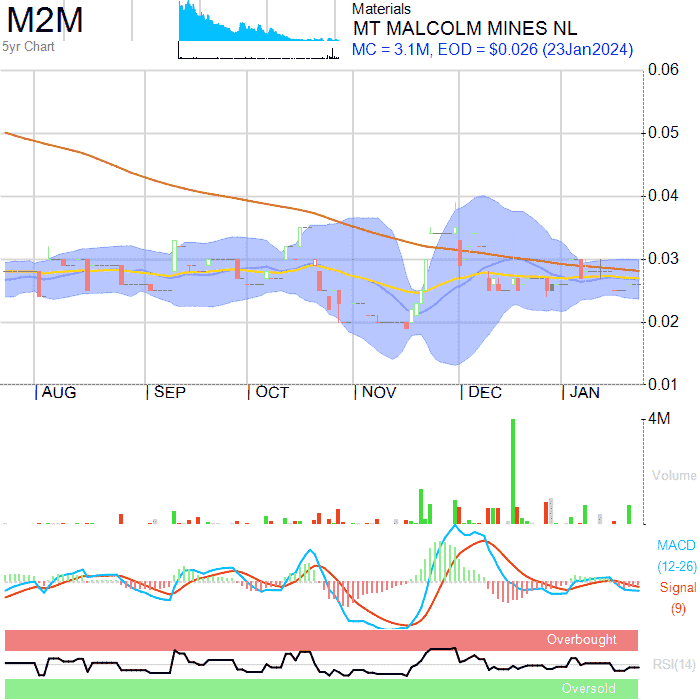 M2M
5yr Chart
Materials
MT MALCOLM MINES NL
MC = 3.1M, EOD = $0.026 (23Jan2024)
0.06
0.05
0.04
0.03
0.02
0.01
AUG SEP OCT NOV DEC JAN
4M
Volume
MACD
(12-26)
Signal
(9)
Overbought
RSI(14)
Oversold